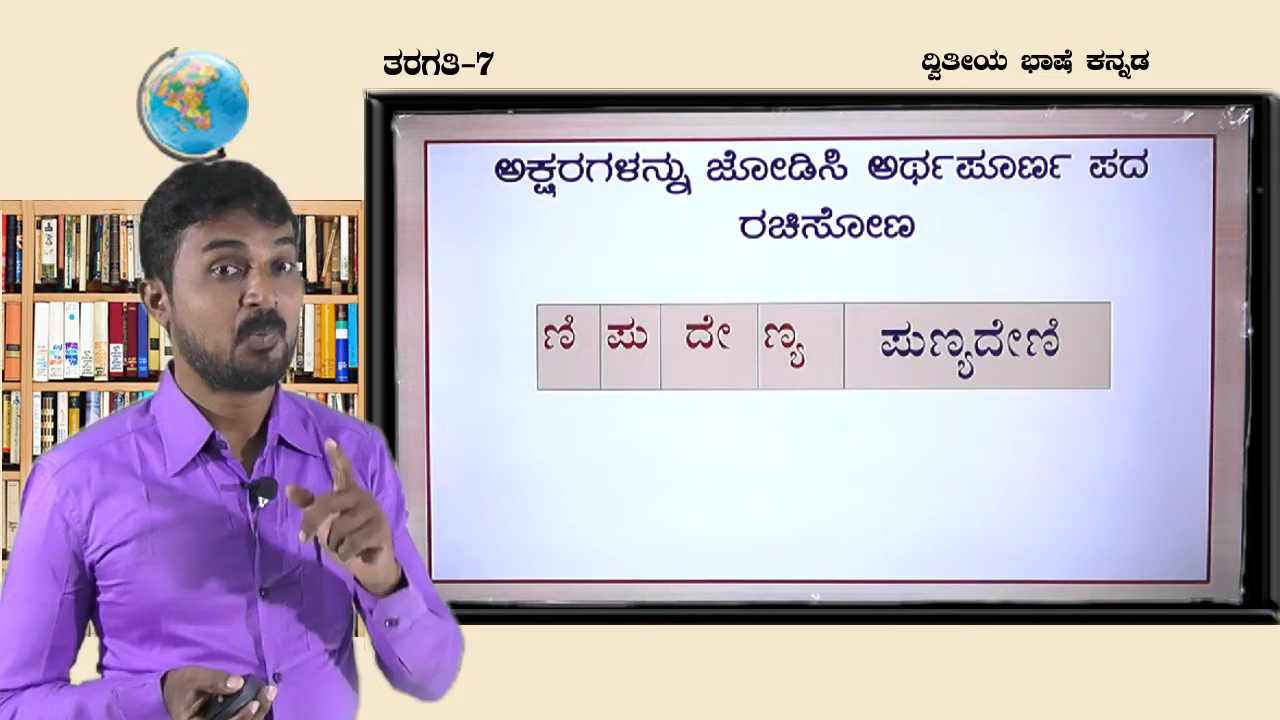 ತರಗತಿ-7
ದ್ವಿತೀಯ ಭಾಷೆ ಕನ್ನಡ
ಅಕ್ಷರಗಳನ್ನು ಜೋಡಿಸಿ ಅರ್ಥಪೂರ್ಣ ಪದ
ರಚಿಸೋಣ
ಣಿ ಪು ದೇ ಣ್ಯ ಪುಣ್ಯದೇಣಿ